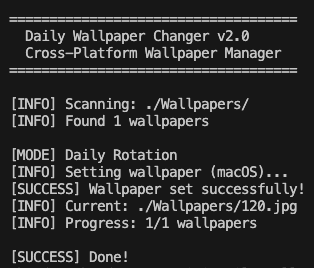 ==================================
Daily Wallpaper Changer v2.0
Cross-Platform Wallpaper Manager
==================================
[INFO] Scanning: ./Wallpapers/
[INFO] Found 1 wallpapers
[MODE] Daily Rotation
[INFO] Setting wallpaper (macOS)...
[SUCCESS] Wallpaper set successfully!
[INFO] Current: ./Wallpapers/120.jpg
[INFO] Progress: 1/1 wallpapers
[SUCCESS] Done!